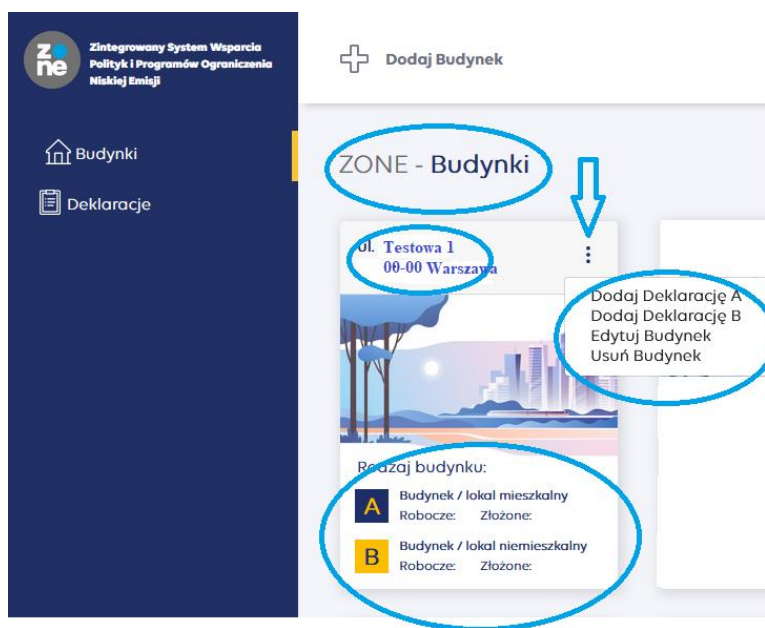 Zone
Zintegrowany System Wsparcia
Polityk i Programów Ograniczenia
Niskiej Emisji
Dodaj Budynek
Budynki
Deklaracje
ZONE - Budynki
Ul. Testowa 1
00-00 Warszawa
Dodaj Deklarację A
Dodaj Deklarację B
Edytuj Budynek
Usuń Budynek
Rodzaj budynku:
A Budynek / lokal mieszkalny
Robocze: Złożone:
B Budynek / lokal niemieszkalny
Robocze: Złożone: